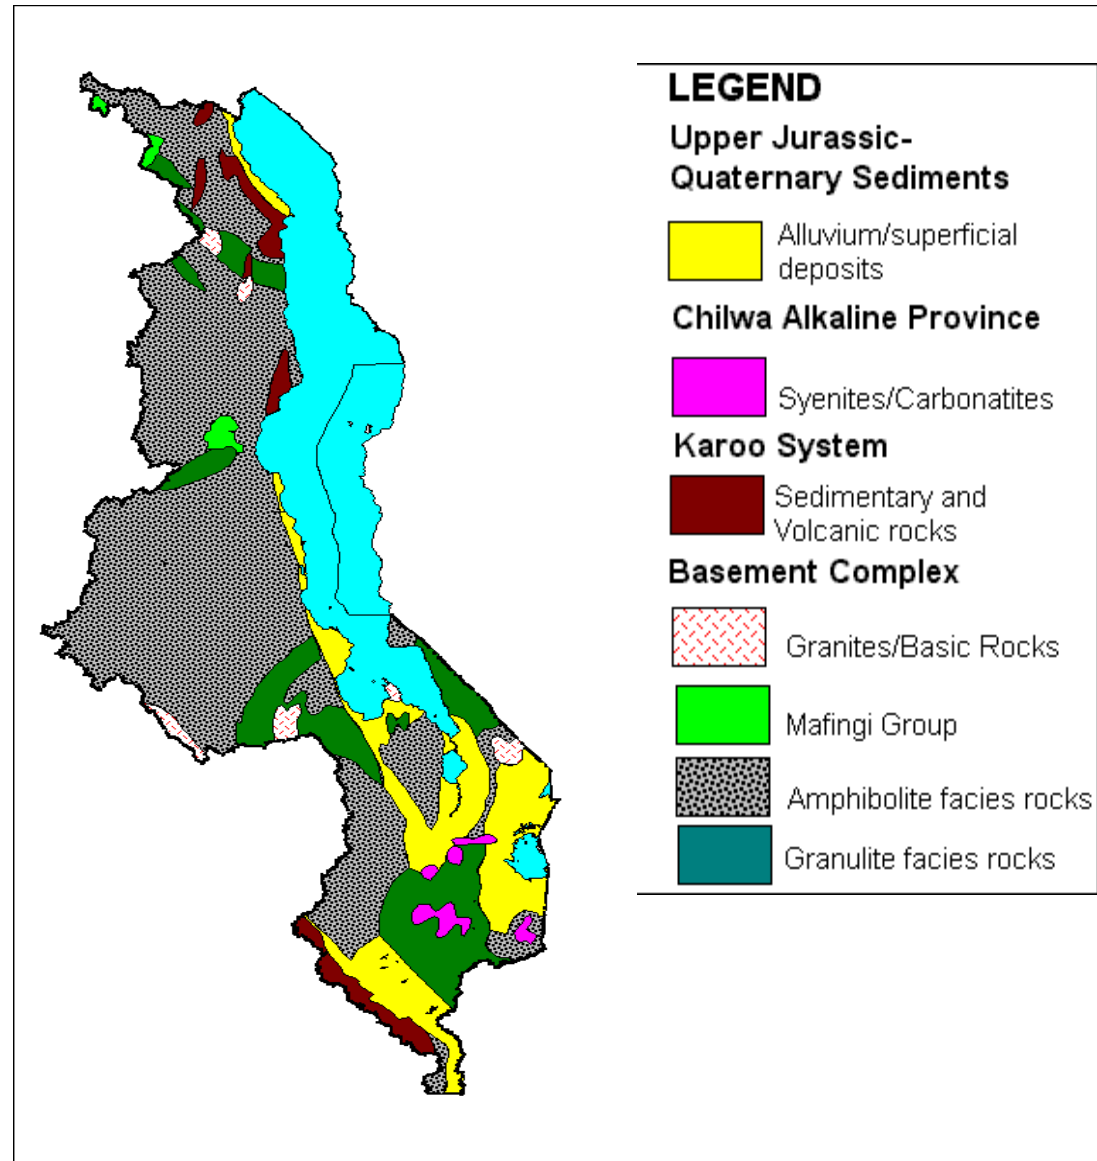 LEGEND
Upper Jurassic-
Quaternary Sediments
Alluvium/superficial
deposits
Chilwa Alkaline Province
Syenites/Carbonatites
Karoo System
Sedimentary and
Volcanic rocks
Basement Complex
Granites/Basic Rocks
Mafingi Group
Amphibolite facies rocks
Granulite facies rocks